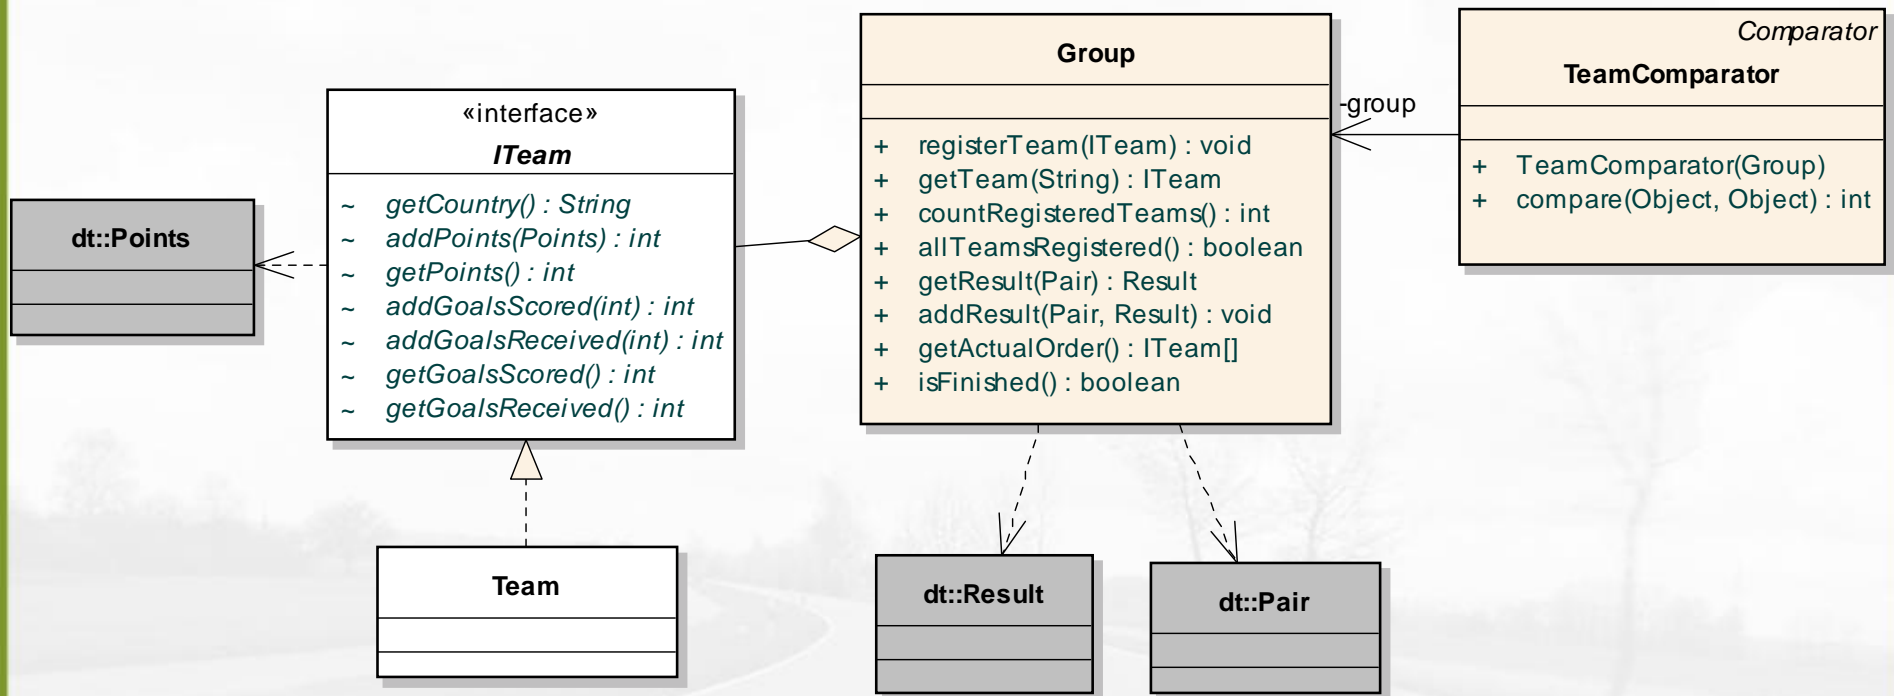 dt::Points
«interface»
ITeam
~ getCountry() : String
~ addPoints(Points) : int
~ getPoints() : int
~ addGoalsScored(int) : int
~ addGoalsReceived(int) : int
~ getGoalsScored() : int
~ getGoalsReceived() : int
Team
Group
+ registerTeam(ITeam) : void
+ getTeam(String) : ITeam
+ countRegisteredTeams() : int
+ allTeamsRegistered() : boolean
+ getResult(Pair) : Result
+ addResult(Pair, Result) : void
+ getActualOrder() : ITeam[]
+ isFinished() : boolean
-group
Comparator
TeamComparator
+ TeamComparator(Group)
+ compare(Object, Object) : int
dt::Result
dt::Pair